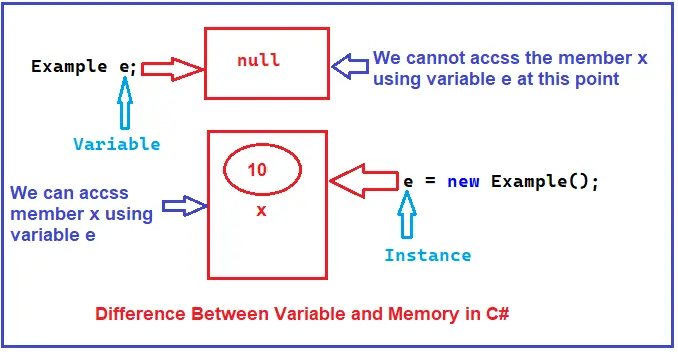 Example e;
null
We cannot accss the member x
using variable e at this point
Variable
10
x
e = new Example();
We can accss
member x using
variable e
Instance
Difference Between Variable and Memory in C#